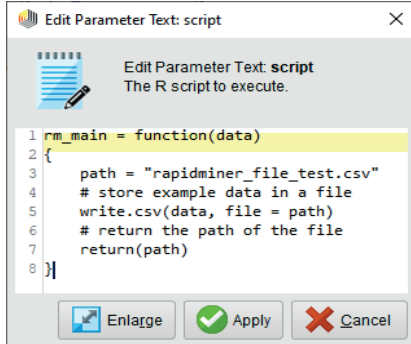 Edit Parameter Text: script
Edit Parameter Text: script
The R script to execute.
1 rm_main = function(data)
2 {
3     path = "rapidminer_file_test.csv"
4     # store example data in a file
5     write.csv(data, file = path)
6     # return the path of the file
7     return(path)
8 }
Enlarge Apply Cancel